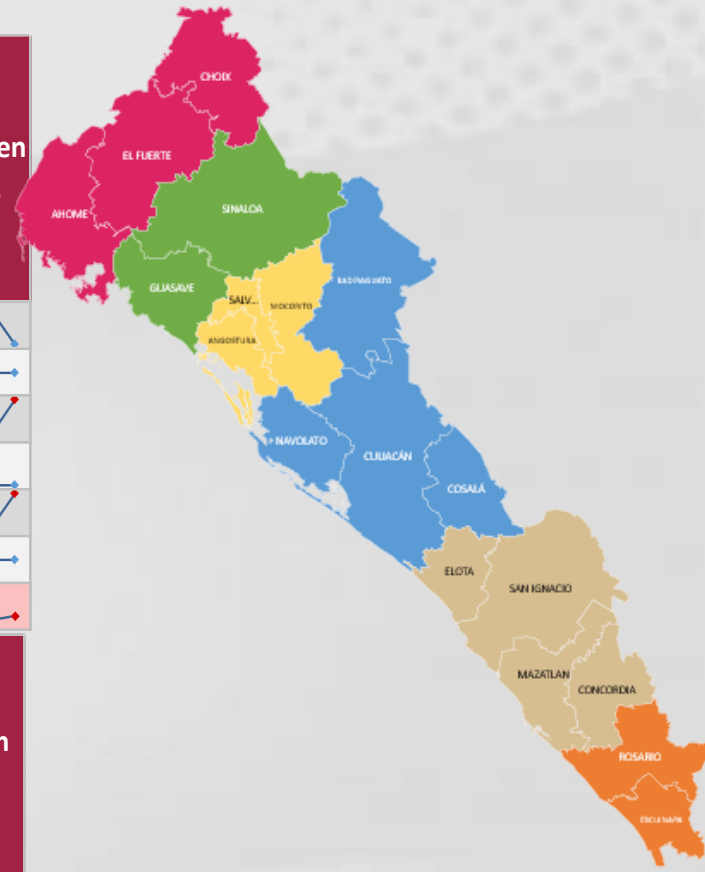 en
CHOIX
EL FUERTE
AHOME
SINALOA
GUASAVE
BADIRAGUATO
SALV...
MOCORITO
ANGOSTURA
NAVOLATO
CULIACÁN
COSALÁ
ELOTA
SAN IGNACIO
MAZATLAN
CONCORDIA
n
ROSARIO
ESCUINAPA